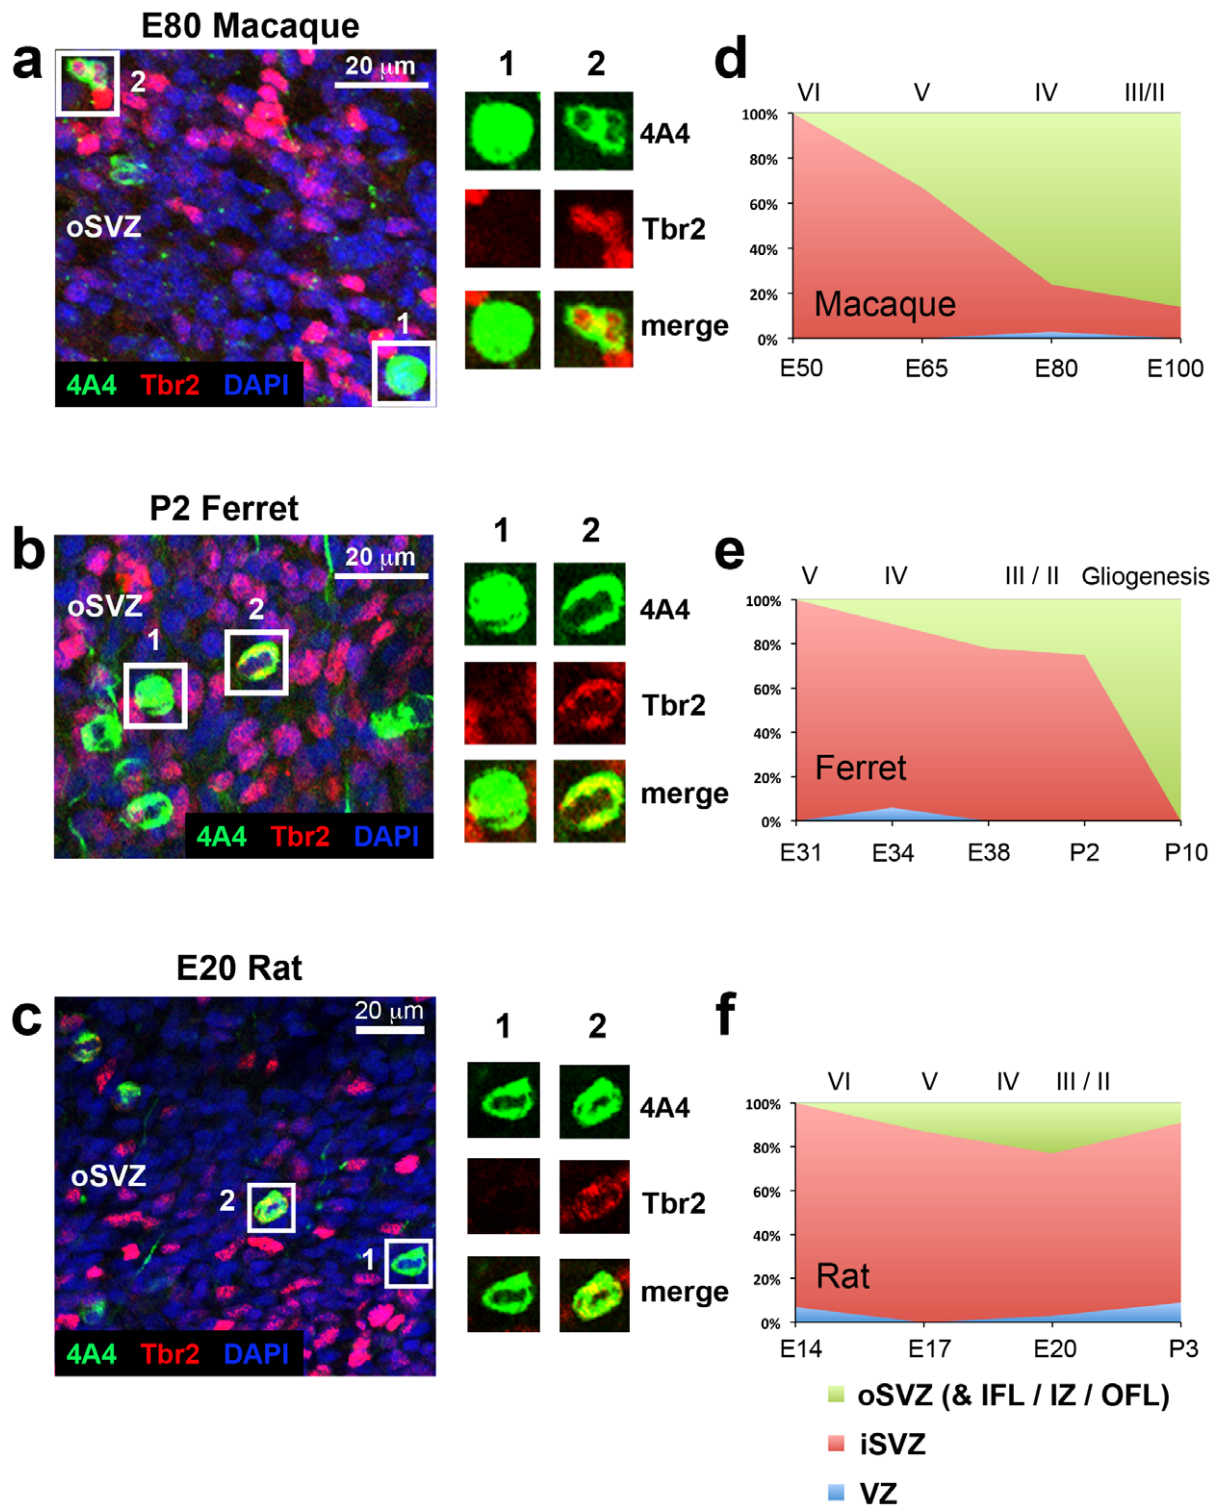 E80 Macaque
a
2
20 μm
oSVZ
1
4A4 Tbr2 DAPI
1 2
4A4
Tbr2
merge
d
VI V IV III/II
100%
80%
60%
40%
20%
0%
Macaque
E50 E65 E80 E100
P2 Ferret
b
20 μm
oSVZ
1
2
4A4 Tbr2 DAPI
1 2
4A4
Tbr2
merge
e
V IV III / II Gliogenesis
100%
80%
60%
40%
20%
0%
Ferret
E31 E34 E38 P2 P10
E20 Rat
c
20 μm
oSVZ
2
1
4A4 Tbr2 DAPI
1 2
4A4
Tbr2
merge
f
VI V IV III / II
100%
80%
60%
40%
20%
0%
Rat
E14 E17 E20 P3
oSVZ (& IFL / IZ / OFL)
iSVZ
VZ